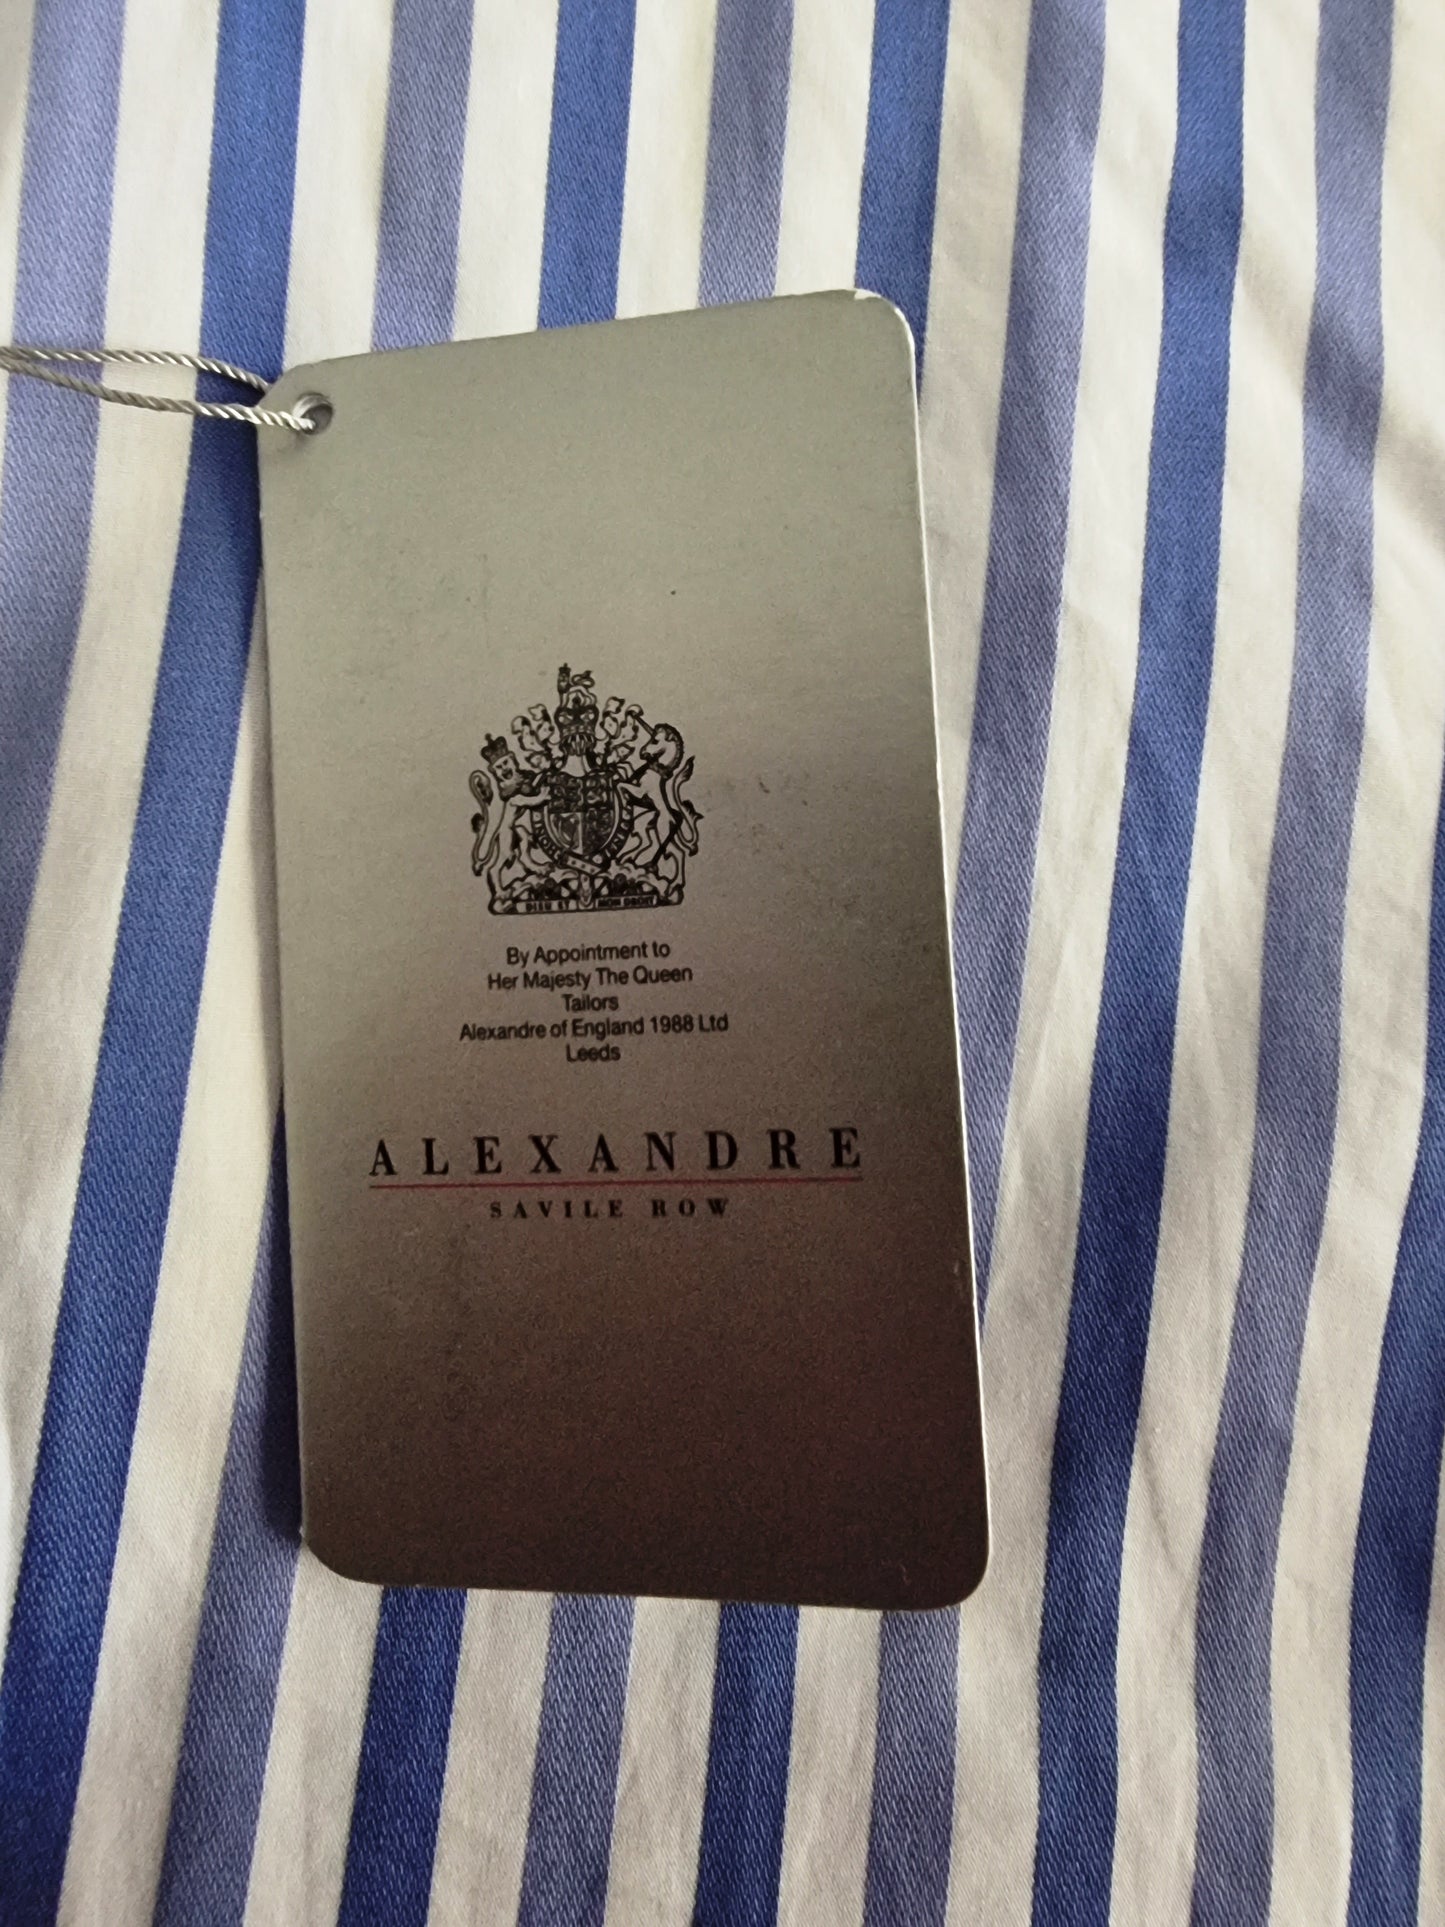 DIEU ET MON DROIT
By Appointment to
Her Majesty The Queen
Tailors
Alexandre of England 1988 Ltd
Leeds
ALEXANDRE
SAVILE ROW